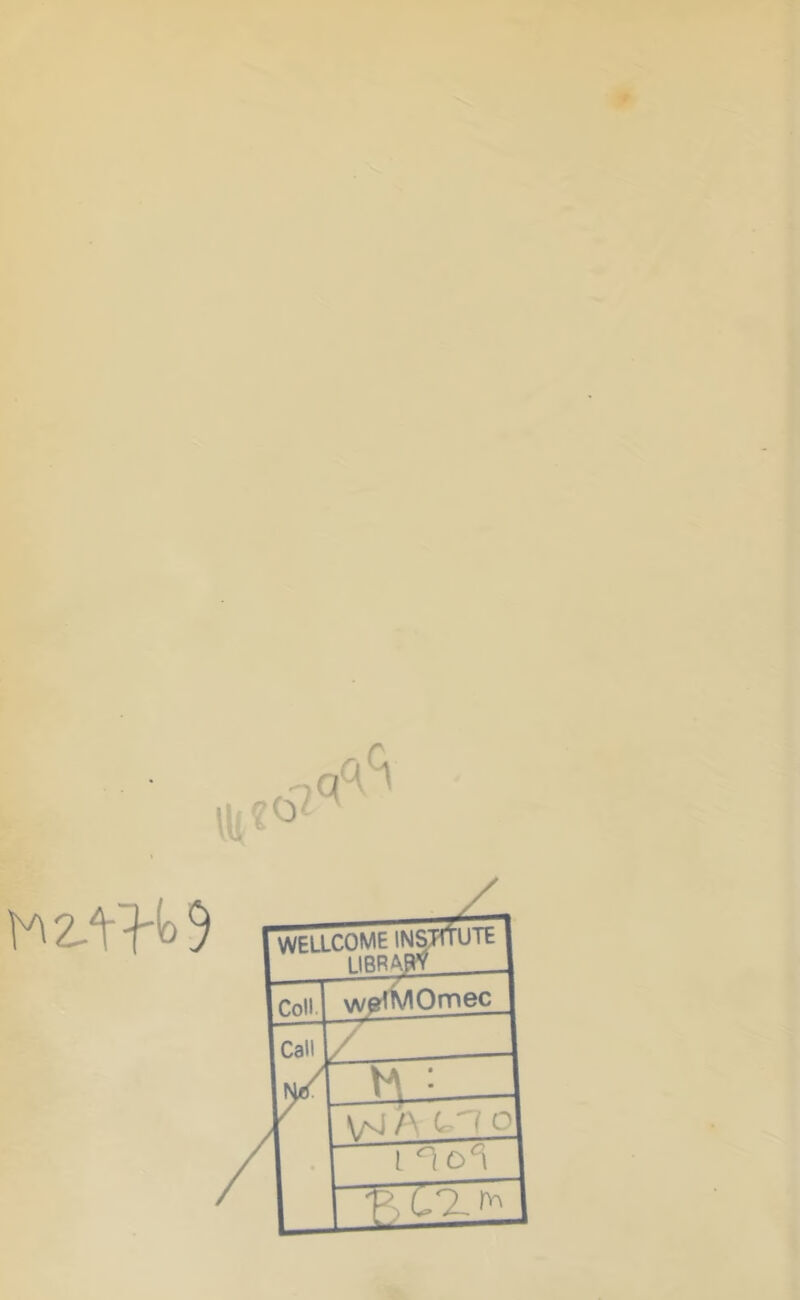 M24769
WELLCOME INSTITUTE
LIBRARY
Coll. welMOmec
Call
No. M :
WA670
1909
B62m